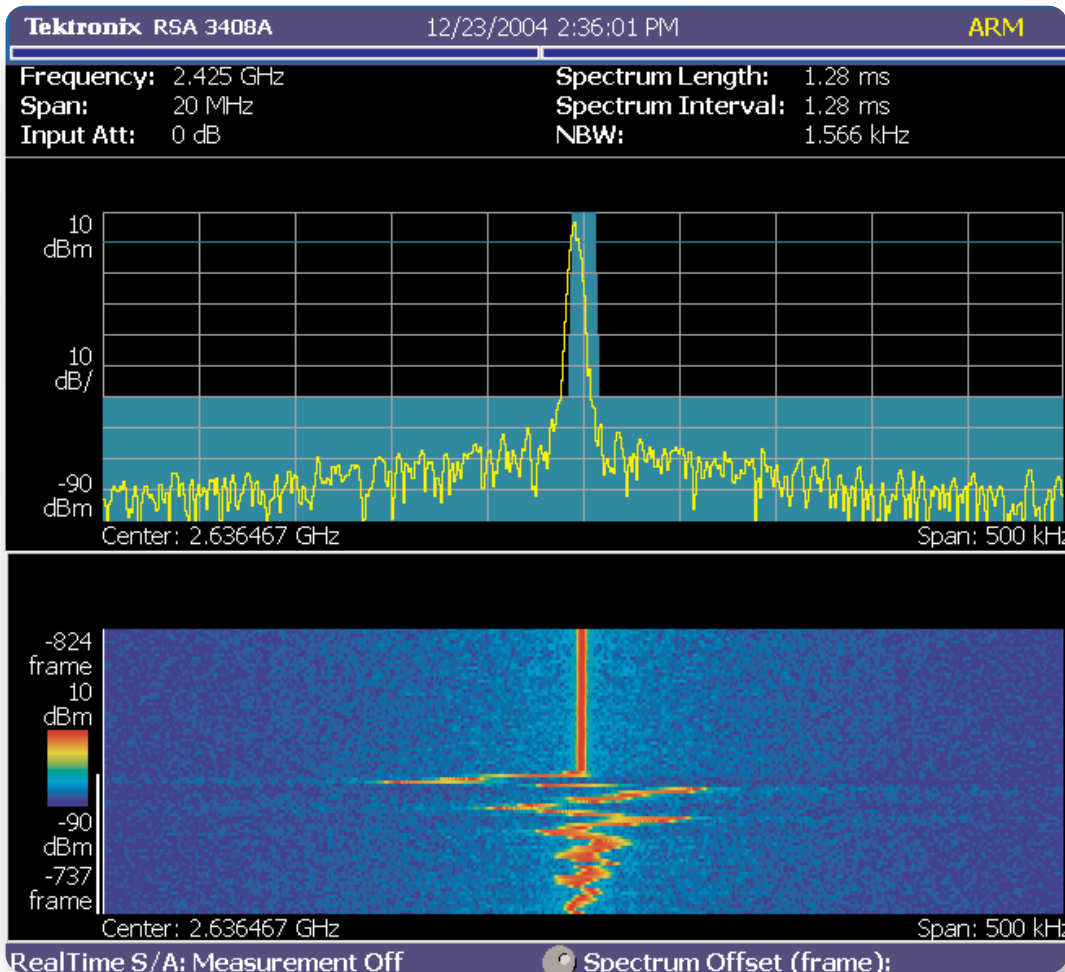 Tektronix RSA 3408A 12/23/2004 2:36:01 PM ARM
Frequency: 2.425 GHz Spectrum Length: 1.28 ms
Span: 20 MHz Spectrum Interval: 1.28 ms
Input Att: 0 dB NBW: 1.566 kHz
10
dBm
10
dB/
-90
dBm
Center: 2.636467 GHz Span: 500 kHz
-824
frame
10
dBm
-90
dBm
-737
frame
Center: 2.636467 GHz Span: 500 kHz
RealTime S/A: Measurement Off Spectrum Offset (frame):